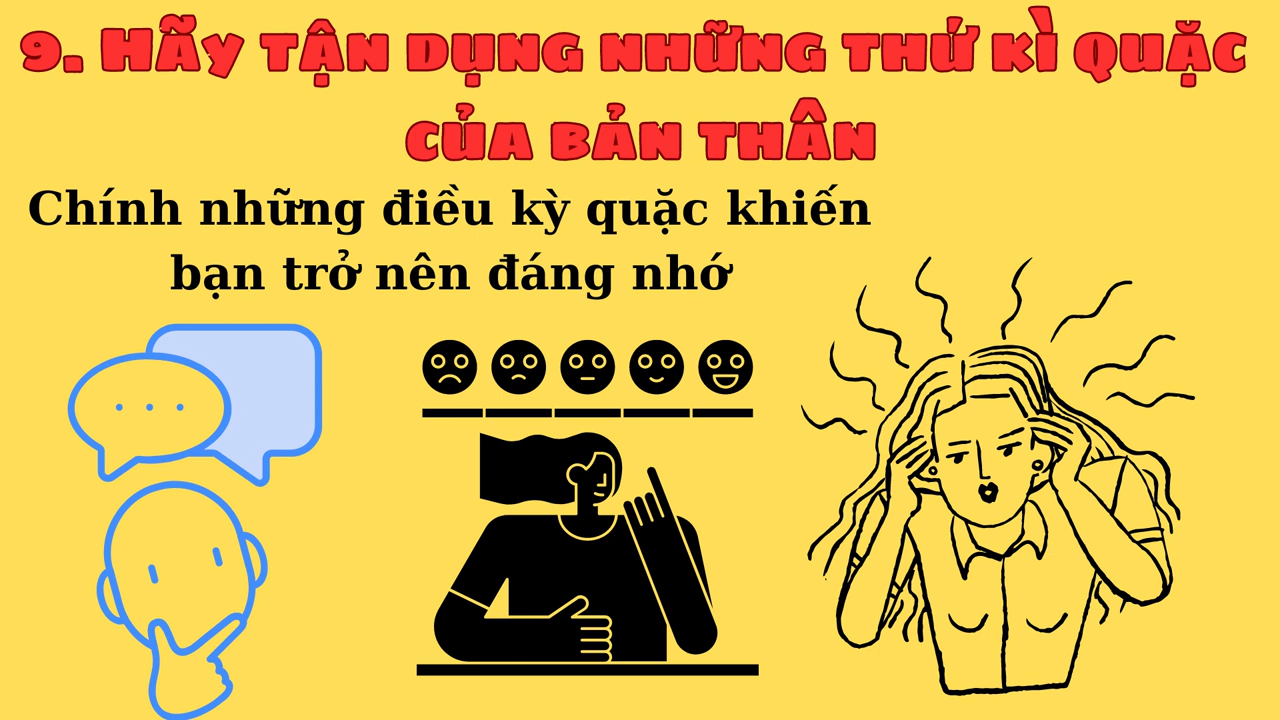 9. Hãy tận dụng những thứ kì quặc
của bản thân
Chính những điều kỳ quặc khiến
bạn trở nên đáng nhớ